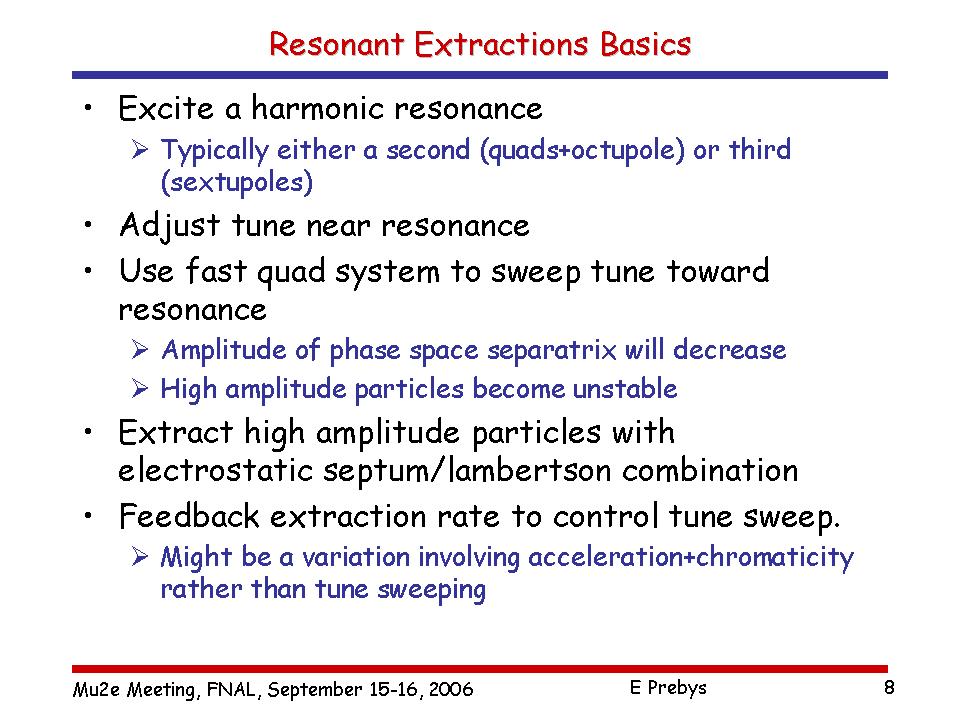 Resonant Extractions Basics
• Excite a harmonic resonance
➢ Typically either a second (quads+octupole) or third
(sextupoles)
• Adjust tune near resonance
• Use fast quad system to sweep tune toward
resonance
➢ Amplitude of phase space separatrix will decrease
➢ High amplitude particles become unstable
• Extract high amplitude particles with
electrostatic septum/lambertson combination
• Feedback extraction rate to control tune sweep.
➢ Might be a variation involving acceleration+chromaticity
rather than tune sweeping
Mu2e Meeting, FNAL, September 15-16, 2006
E Prebys
8